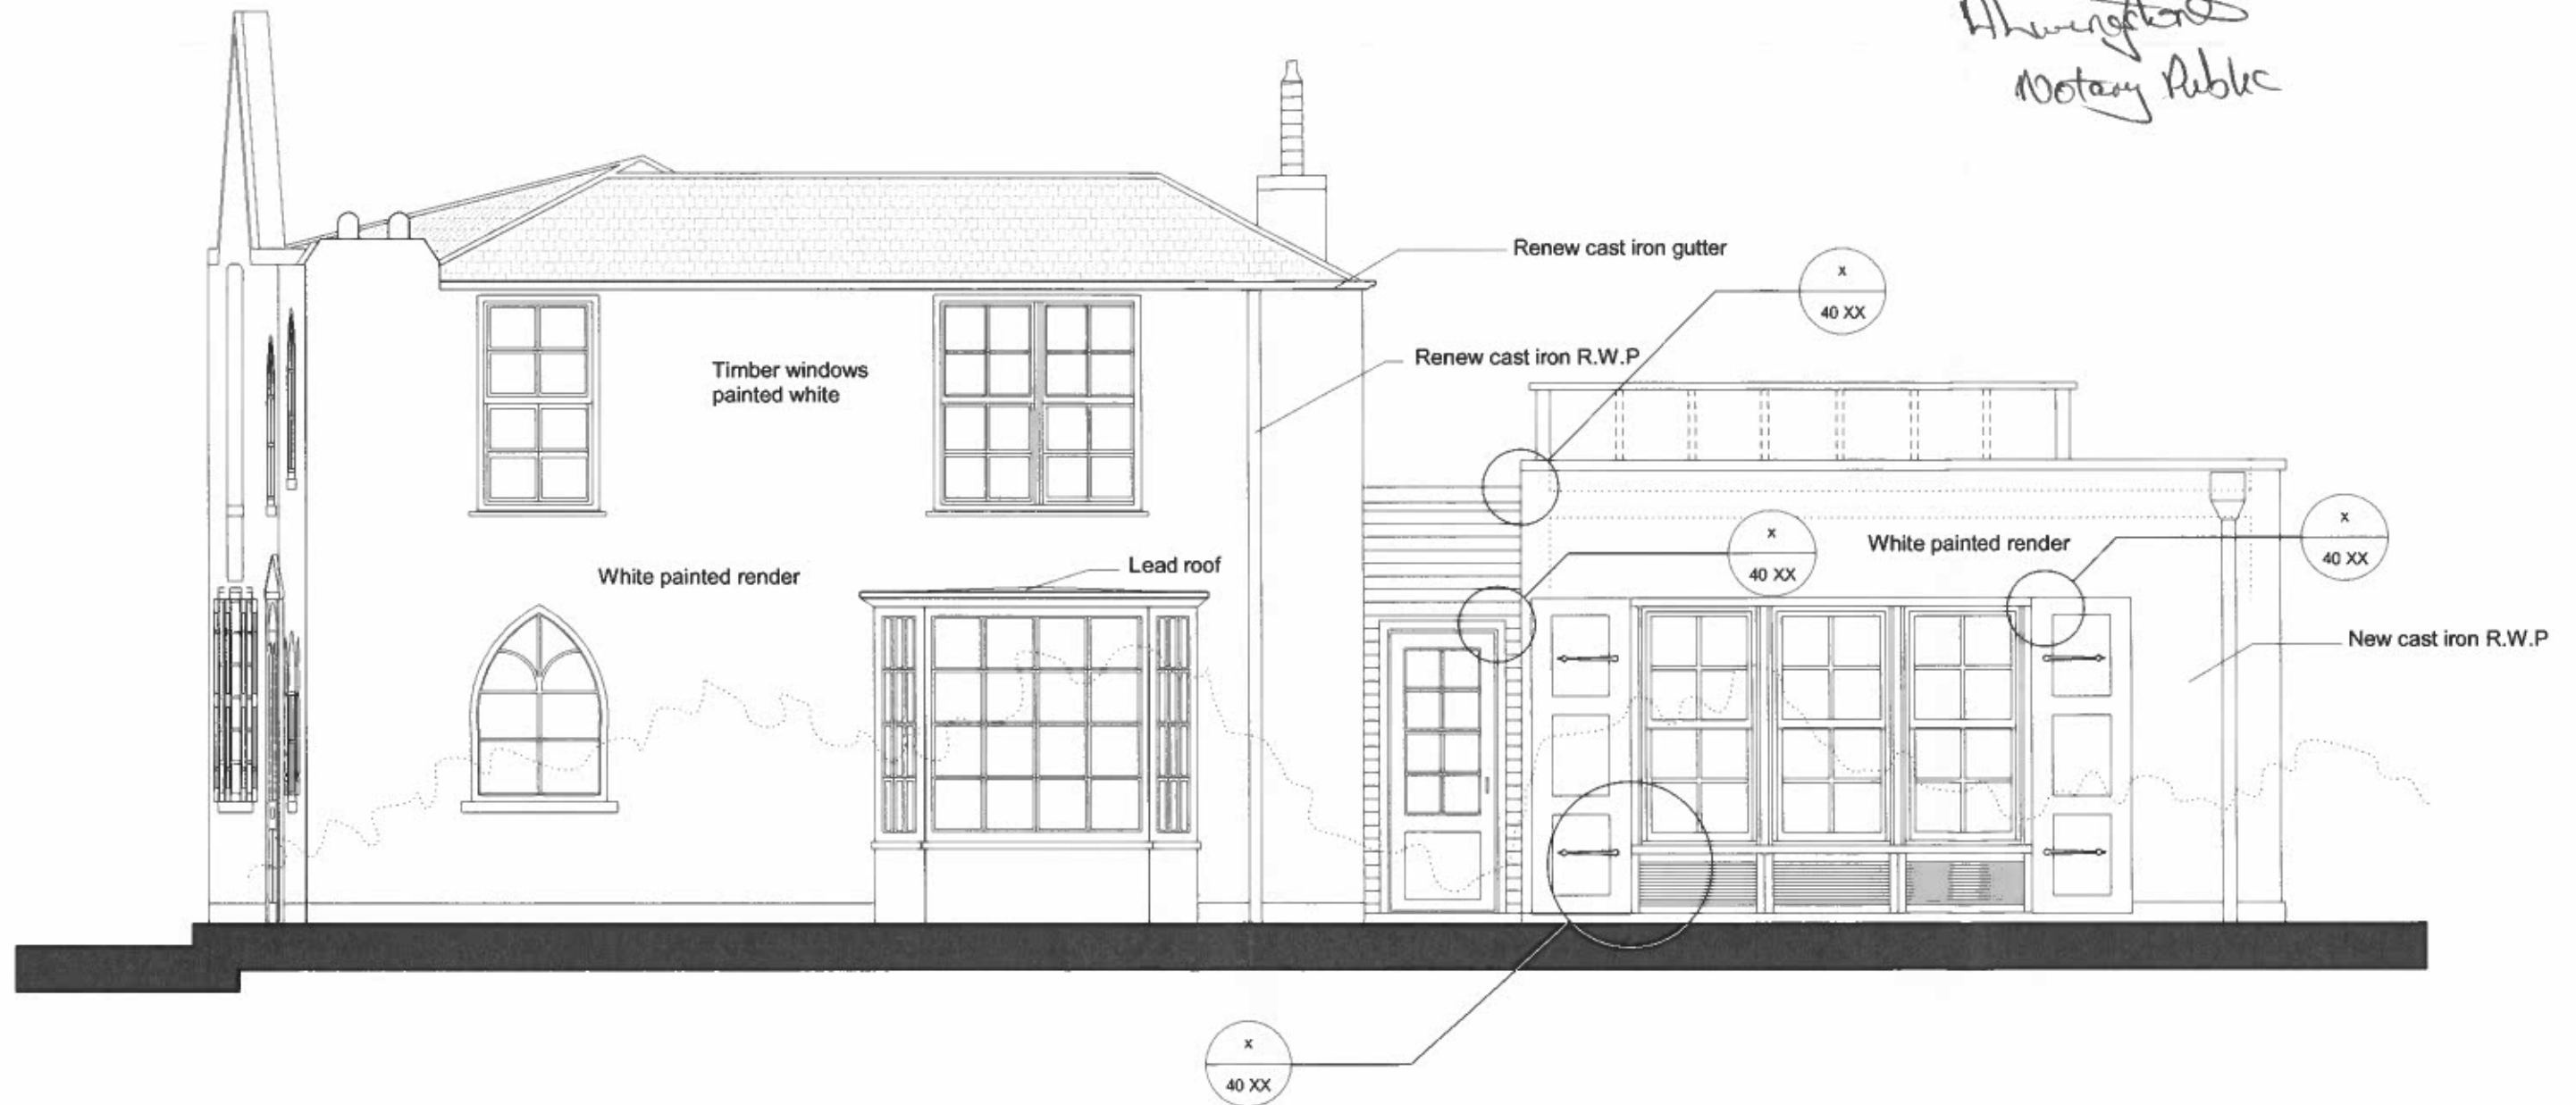 Notary Public
Renew cast iron gutter
x
40 XX
Renew cast iron R.W.P
Timber windows
painted white
x
40 XX
x
40 XX
White painted render
Lead roof
White painted render
New cast iron R.W.P
x
40 XX